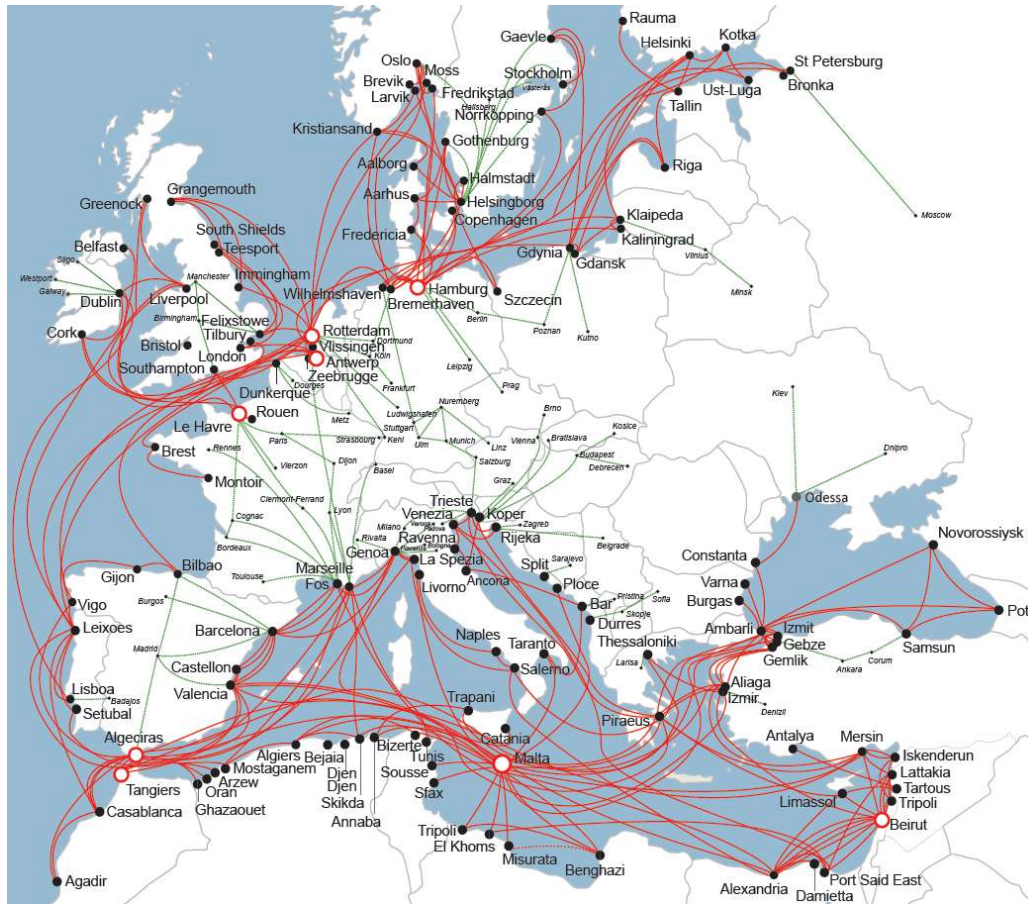 Rauma
Gaevle
Helsinki
Kotka
Oslo
Moss
St Petersburg
Stockholm
Västerås
Bronka
Brevik
Fredrikstad
Ust-Luga
Larvik
Hallsberg
Tallin
Norrkopping
Kristiansand
Gothenburg
Aalborg
Riga
Halmstadt
Grangemouth
Aarhus
Helsingborg
Greenock
Copenhagen
Moscow
Klaipeda
South Shields
Fredericia
Kaliningrad
Belfast
Teesport
Gdynia
Sligo
Gdansk
Vilnius
Westport
Manchester
Immingham
Galway
Wilhelmshaven
Hamburg
Minsk
Dublin
Liverpool
Bremerhaven
Szczecin
Birmingham
Felixstowe
Berlin
Cork
Tilbury
Rotterdam
Poznan
Kutno
Bristol
London
Vlissingen
Dortmund
Köln
Antwerp
Leipzig
Southampton
Zeebrugge
Dunkerque
Dourges
Frankfurt
Prag
Kiev
Rouen
Metz
Ludwigshafen
Nuremberg
Brno
Le Havre
Stuttgart
Kosice
Paris
Strasbourg
Kehl
Ulm
Munich
Linz
Vienna
Bratislava
Brest
Rennes
Salzburg
Budapest
Dnipro
Vierzon
Dijon
Basel
Debrecen
Montoir
Graz
Clermont-Ferrand
Trieste
Odessa
Lyon
Venezia
Koper
Cognac
Milano
Verona
Padova
Zagreb
Ravenna
Rijeka
Bordeaux
Rivalta
Bologna
Belgrade
Novorossiysk
Genoa
La Spezia
Split
Sarajevo
Constanta
Marseille
Toulouse
Fos
Livorno
Ancona
Ploce
Varna
Gijon
Bilbao
Bar
Pristina
Sofia
Burgas
Vigo
Burgos
Durres
Skopje
Pot
Leixoes
Barcelona
Naples
Taranto
Thessaloniki
Ambarli
Izmit
Gebze
Samsun
Madrid
Castellon
Salerno
Larisa
Gemlik
Ankara
Corum
Lisboa
Badajos
Valencia
Trapani
Aliaga
Setubal
Izmir
Denizil
Piraeus
Algeciras
Catania
Antalya
Mersin
Algiers
Bejaia
Bizerte
Tunis
Malta
Iskenderun
Tangiers
Mostaganem
Djen
Djen
Sousse
Lattakia
Arzew
Oran
Skikda
Sfax
Limassol
Tartous
Casablanca
Ghazaouet
Annaba
Tripoli
Tripoli
Beirut
El Khoms
Misurata
Benghazi
Agadir
Alexandria
Port Said East
Damietta